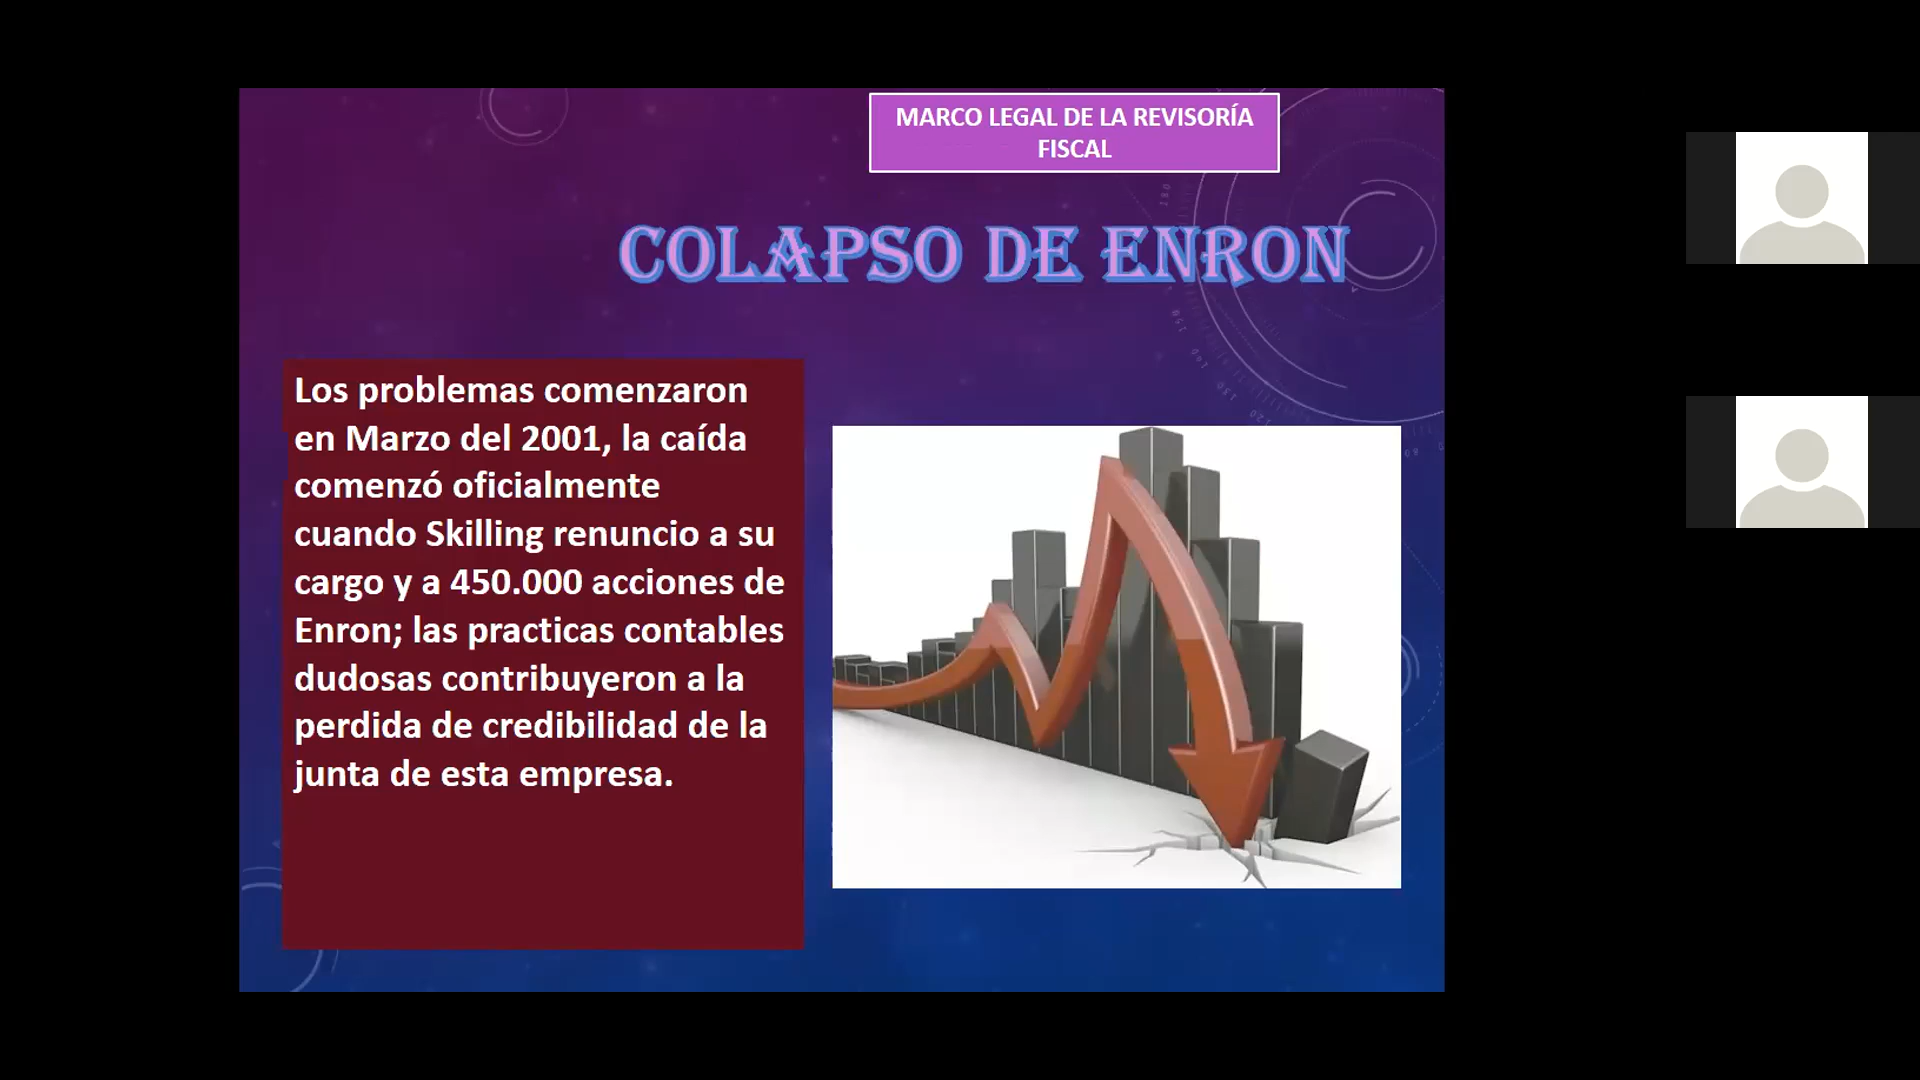 MARCO LEGAL DE LA REVISORÍA
FISCAL
COLAPSO DE ENRON
Los problemas comenzaron
en Marzo del 2001, la caída
comenzó oficialmente
cuando Skilling renuncio a su
cargo y a 450.000 acciones de
Enron; las practicas contables
dudosas contribuyeron a la
perdida de credibilidad de la
junta de esta empresa.